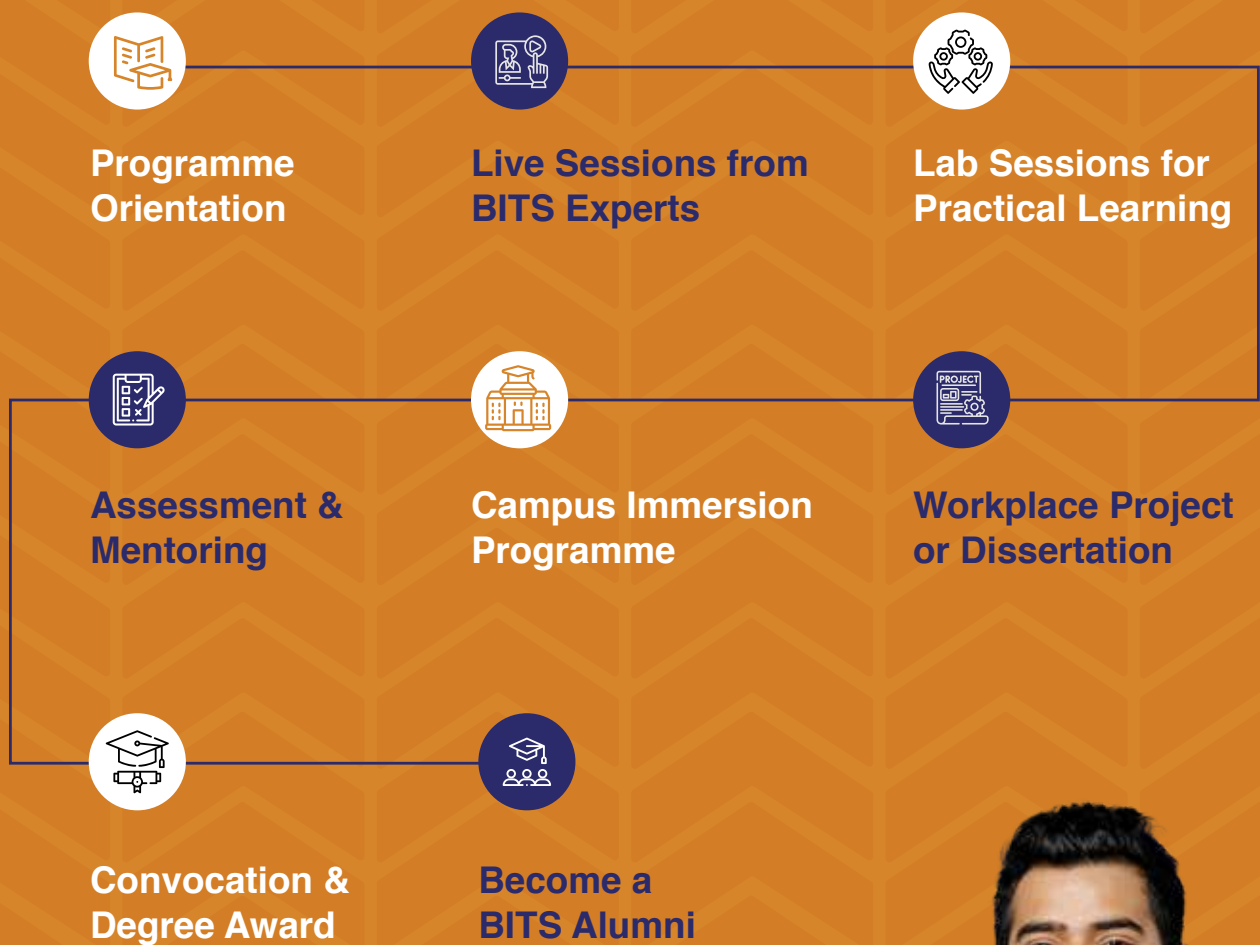 Programme
Orientation
Live Sessions from
BITS Experts
Lab Sessions for
Practical Learning
PROJECT
Assessment &
Mentoring
Campus Immersion
Programme
Workplace Project
or Dissertation
Convocation &
Degree Award
Become a
BITS Alumni